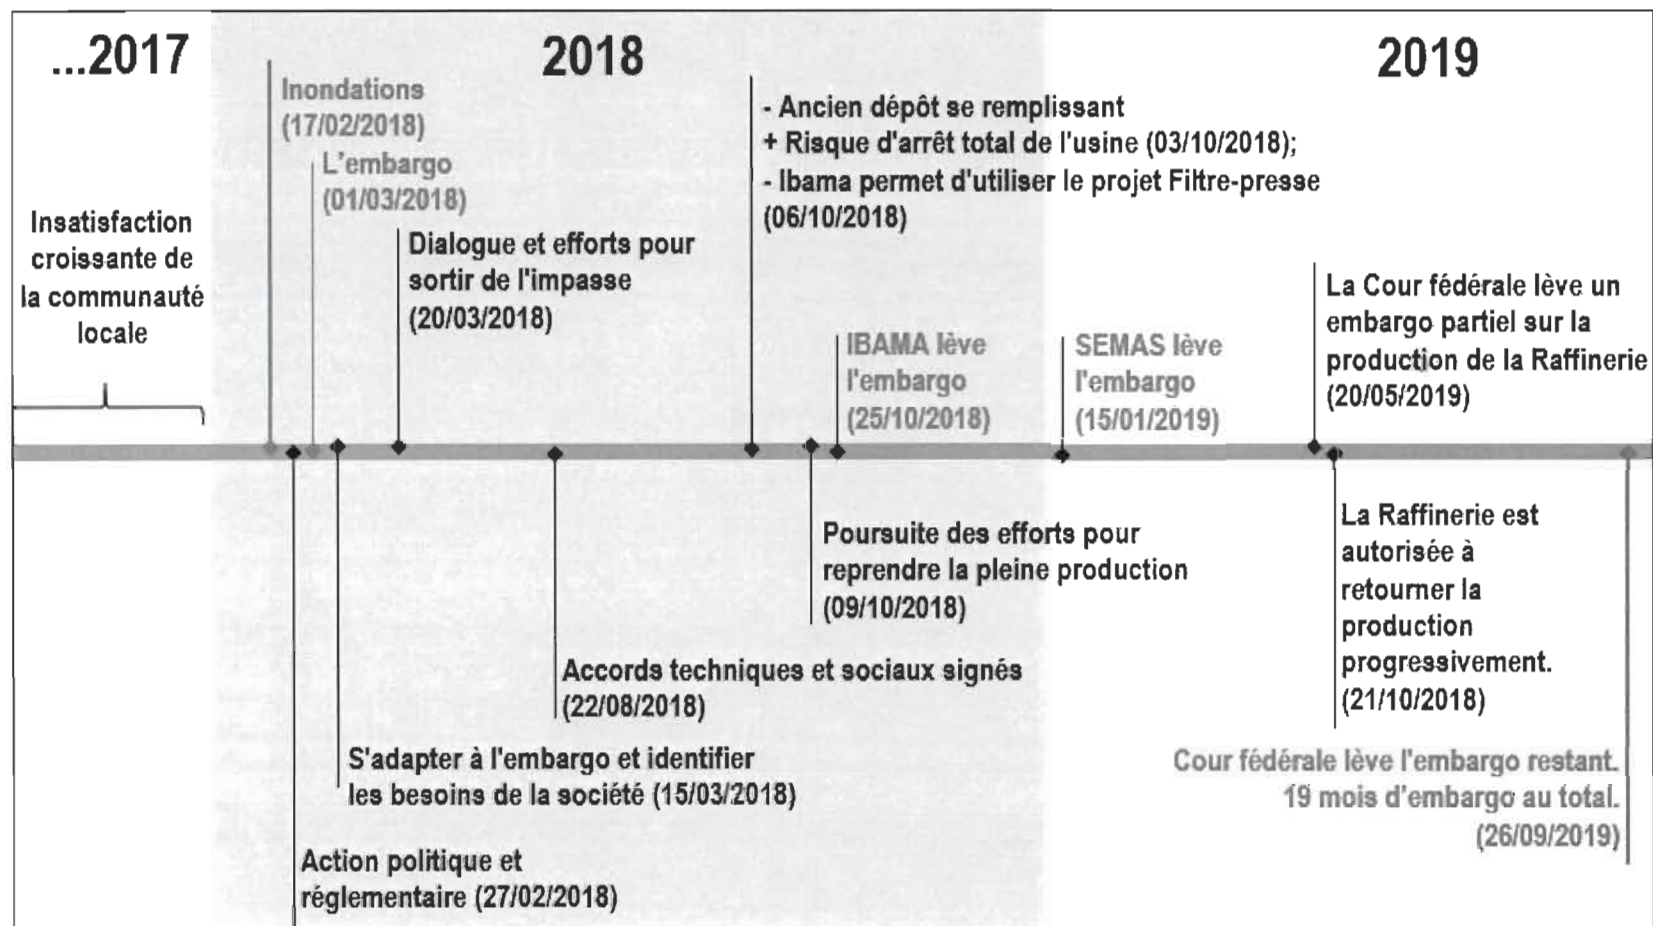 ...2017
2018
2019
Insatisfaction
croissante de
la communauté
locale
Inondations
(17/02/2018)
L'embargo
(01/03/2018)
Dialogue et efforts pour
sortir de l'impasse
(20/03/2018)
- Ancien dépôt se remplissant
+ Risque d'arrêt total de l'usine (03/10/2018);
- Ibama permet d'utiliser le projet Filtre-presse
(06/10/2018)
IBAMA lève
l'embargo
(25/10/2018)
SEMAS lève
l'embargo
(15/01/2019)
La Cour fédérale lève un
embargo partiel sur la
production de la Raffinerie
(20/05/2019)
Action politique et
réglementaire (27/02/2018)
S'adapter à l'embargo et identifier
les besoins de la société (15/03/2018)
Accords techniques et sociaux signés
(22/08/2018)
Poursuite des efforts pour
reprendre la pleine production
(09/10/2018)
La Raffinerie est
autorisée à
retourner la
production
progressivement.
(21/10/2018)
Cour fédérale lève l'embargo restant.
19 mois d'embargo au total.
(26/09/2019)